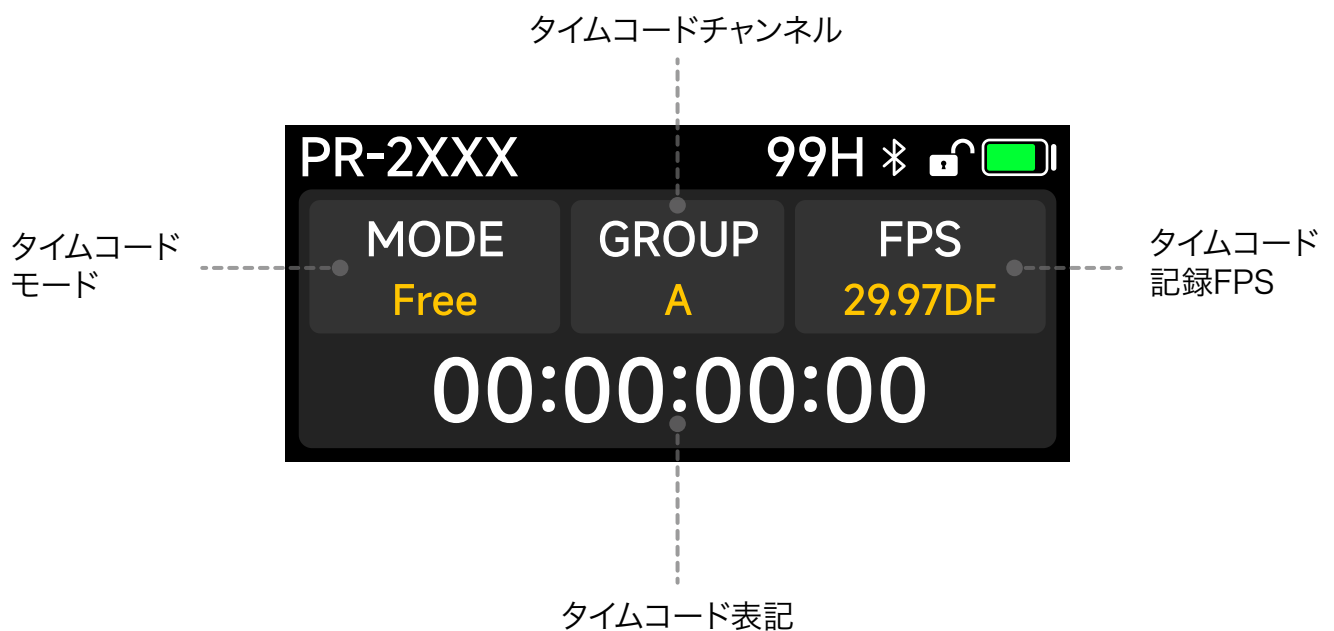 タイムコードチャンネル
PR-2XXX 99H
タイムコード
モード
MODE
Free
GROUP
A
FPS
29.97DF
タイムコード
記録FPS
00:00:00:00
タイムコード表記